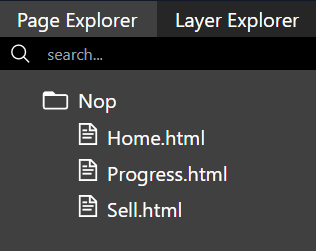 Page Explorer Layer Explorer
search...
Nop
Home.html
Progress.html
Sell.html